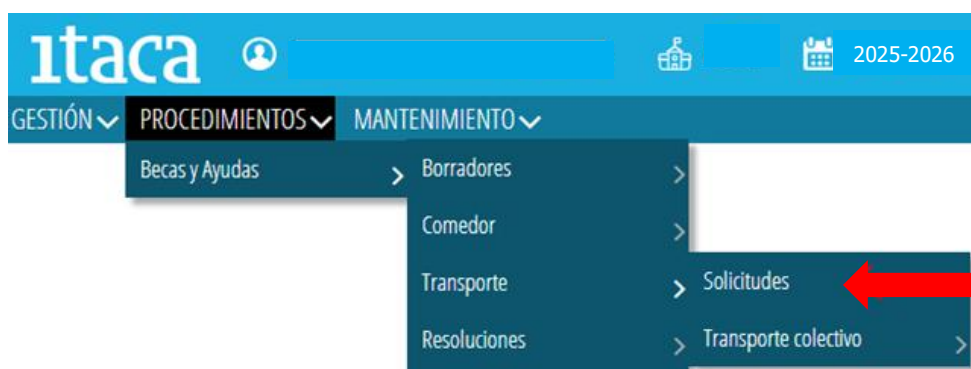 ıtaca 2025-2026
GESTIÓN PROCEDIMIENTOS MANTENIMIENTO
Becas y Ayudas
Borradores
Comedor
Transporte
Resoluciones
Solicitudes
Transporte colectivo